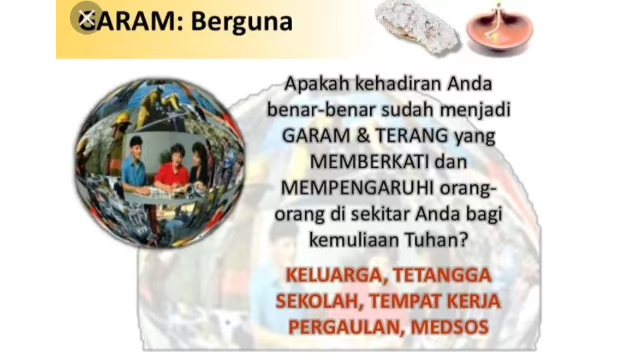 GARAM: Berguna
Apakah kehadiran Anda
benar-benar sudah menjadi
GARAM & TERANG yang
MEMBERKATI dan
MEMPENGARUHI orang-
orang di sekitar Anda bagi
kemuliaan Tuhan?
KELUARGA, TETANGGA
SEKOLAH, TEMPAT KERJA
PERGAULAN, MEDSOS